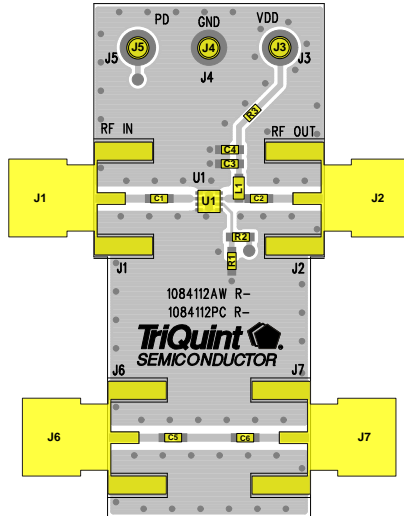 PD GND VDD
J5 J4 J3
J5 J4 J3
R3
RF IN RF OUT
C4
C3
U1
L1
J1 C1 U1 C2 J2
R2
R1
J1 J2
1084112AW R-
1084112PC R-
TriQuint
SEMICONDUCTOR
J6 J7
J6 C5 C6 J7